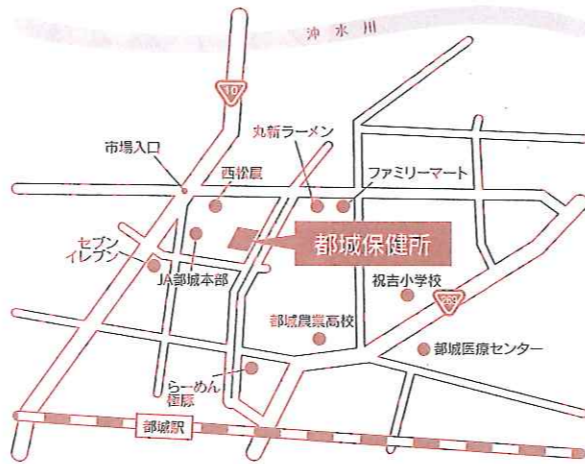 沖水川
10
丸新ラーメン
市場入口
西松屋
ファミリーマート
都城保健所
セブン
イレブン
JA都城本部
祝吉小学校
269
都城農業高校
都城医療センター
らーめん
都城駅